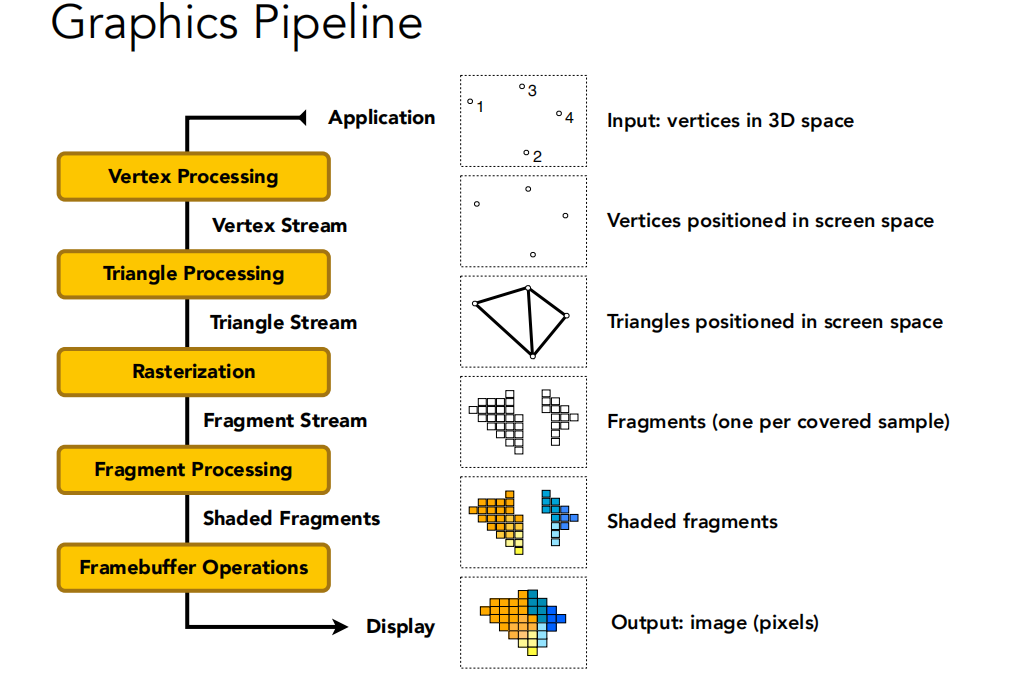 Graphics Pipeline
Application
3
1
4
2
Input: vertices in 3D space
Vertex Processing
Vertex Stream
Vertices positioned in screen space
Triangle Processing
Triangle Stream
Triangles positioned in screen space
Rasterization
Fragment Stream
Fragments (one per covered sample)
Fragment Processing
Shaded Fragments
Shaded fragments
Framebuffer Operations
Display
Output: image (pixels)